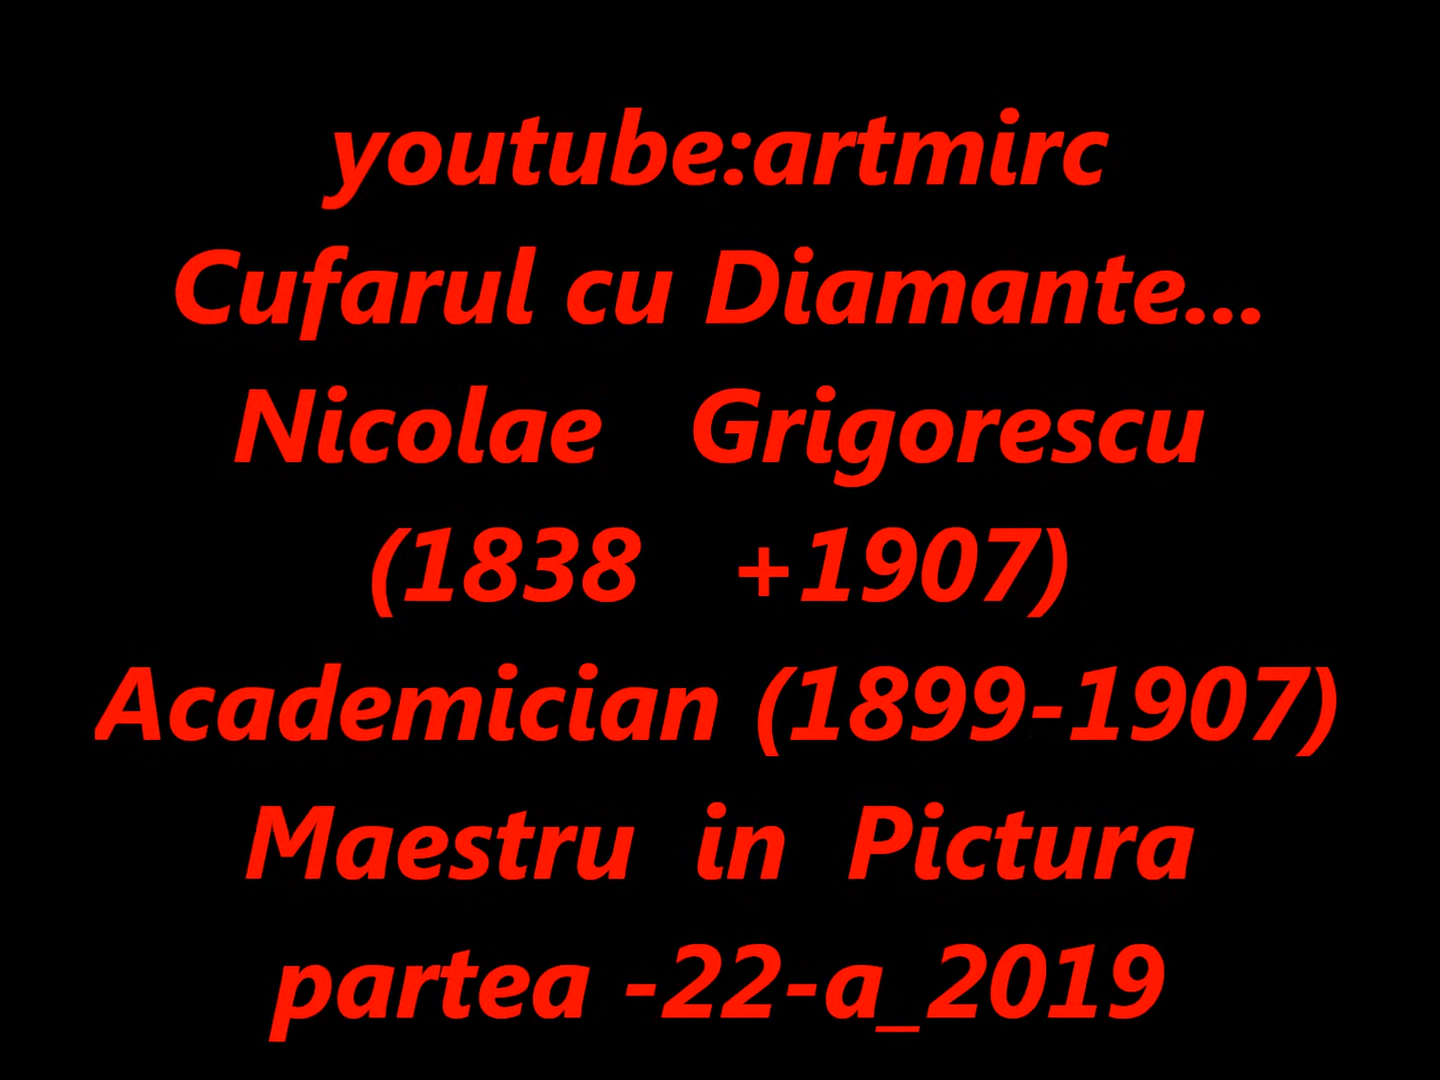 youtube:artmirc
Cufarul cu Diamante...
Nicolae Grigorescu
(1838 +1907)
Academician (1899-1907)
Maestru in Pictura
partea -22-a_2019